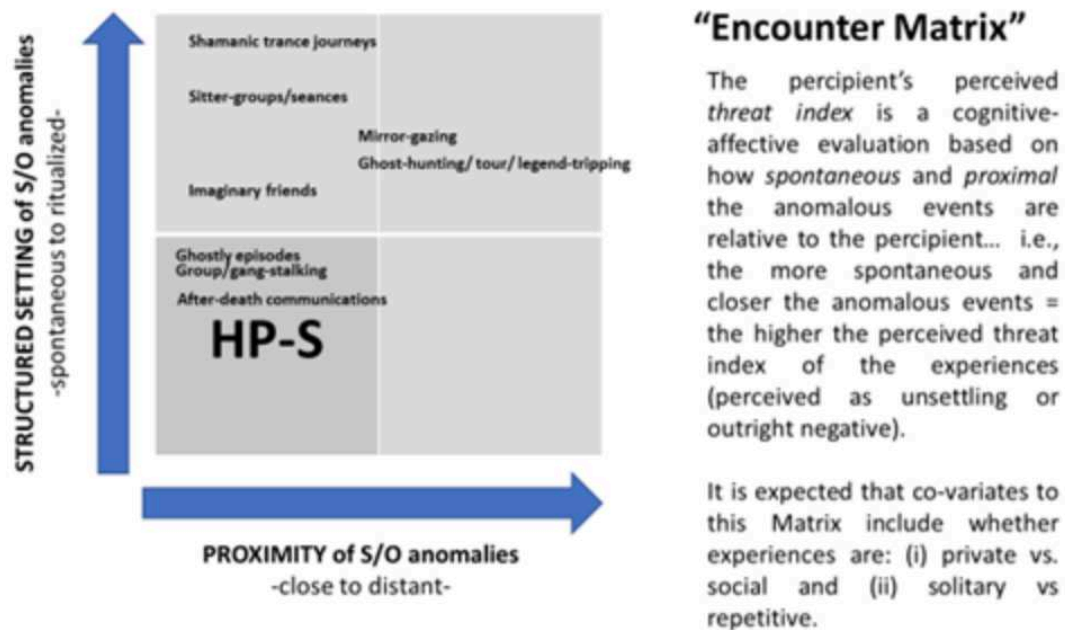 STRUCTURED SETTING of S/O anomalies
-spontaneous to ritualized-
Shamanic trance journeys
Sitter-groups/seances
Mirror-gazing
Ghost-hunting/ tour/ legend-tripping
Imaginary friends
Ghostly episodes
Group/gang-stalking
After-death communications
HP-S
PROXIMITY of S/O anomalies
-close to distant-
“Encounter Matrix”
The percipient’s perceived
threat index is a cognitive-
affective evaluation based on
how spontaneous and proximal
the anomalous events are
relative to the percipient... i.e.,
the more spontaneous and
closer the anomalous events =
the higher the perceived threat
index of the experiences
(perceived as unsettling or
outright negative).
It is expected that co-variates to
this Matrix include whether
experiences are: (i) private vs.
social and (ii) solitary vs
repetitive.